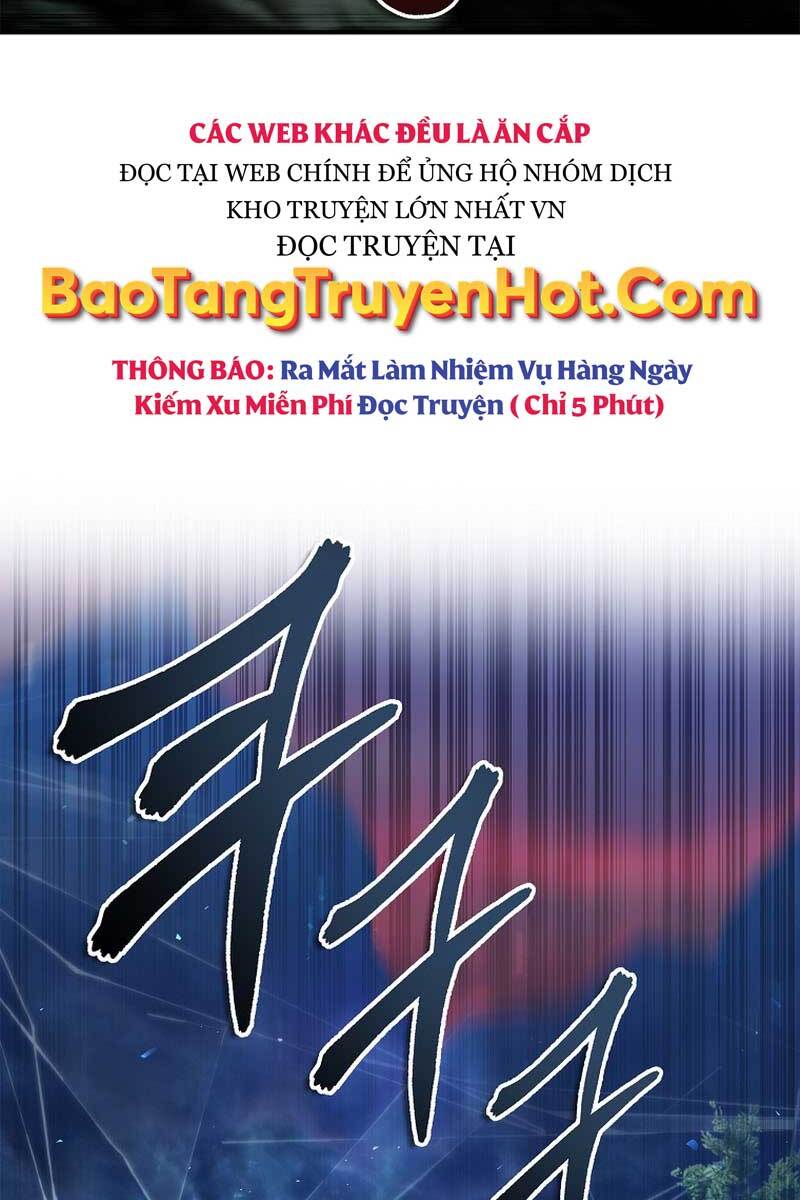 CÁC WEB KHÁC ĐỀU LÀ ĂN CẮP
ĐỌC TẠI WEB CHÍNH ĐỂ ỦNG HỘ NHÓM DỊCH
KHO TRUYỆN LỚN NHẤT VN
ĐỌC TRUYỆN TẠI
BaoTangTruyenHot.Com
THÔNG BÁO: Ra Mắt Làm Nhiệm Vụ Hàng Ngày
Kiếm Xu Miễn Phí Đọc Truyện ( Chỉ 5 Phút)